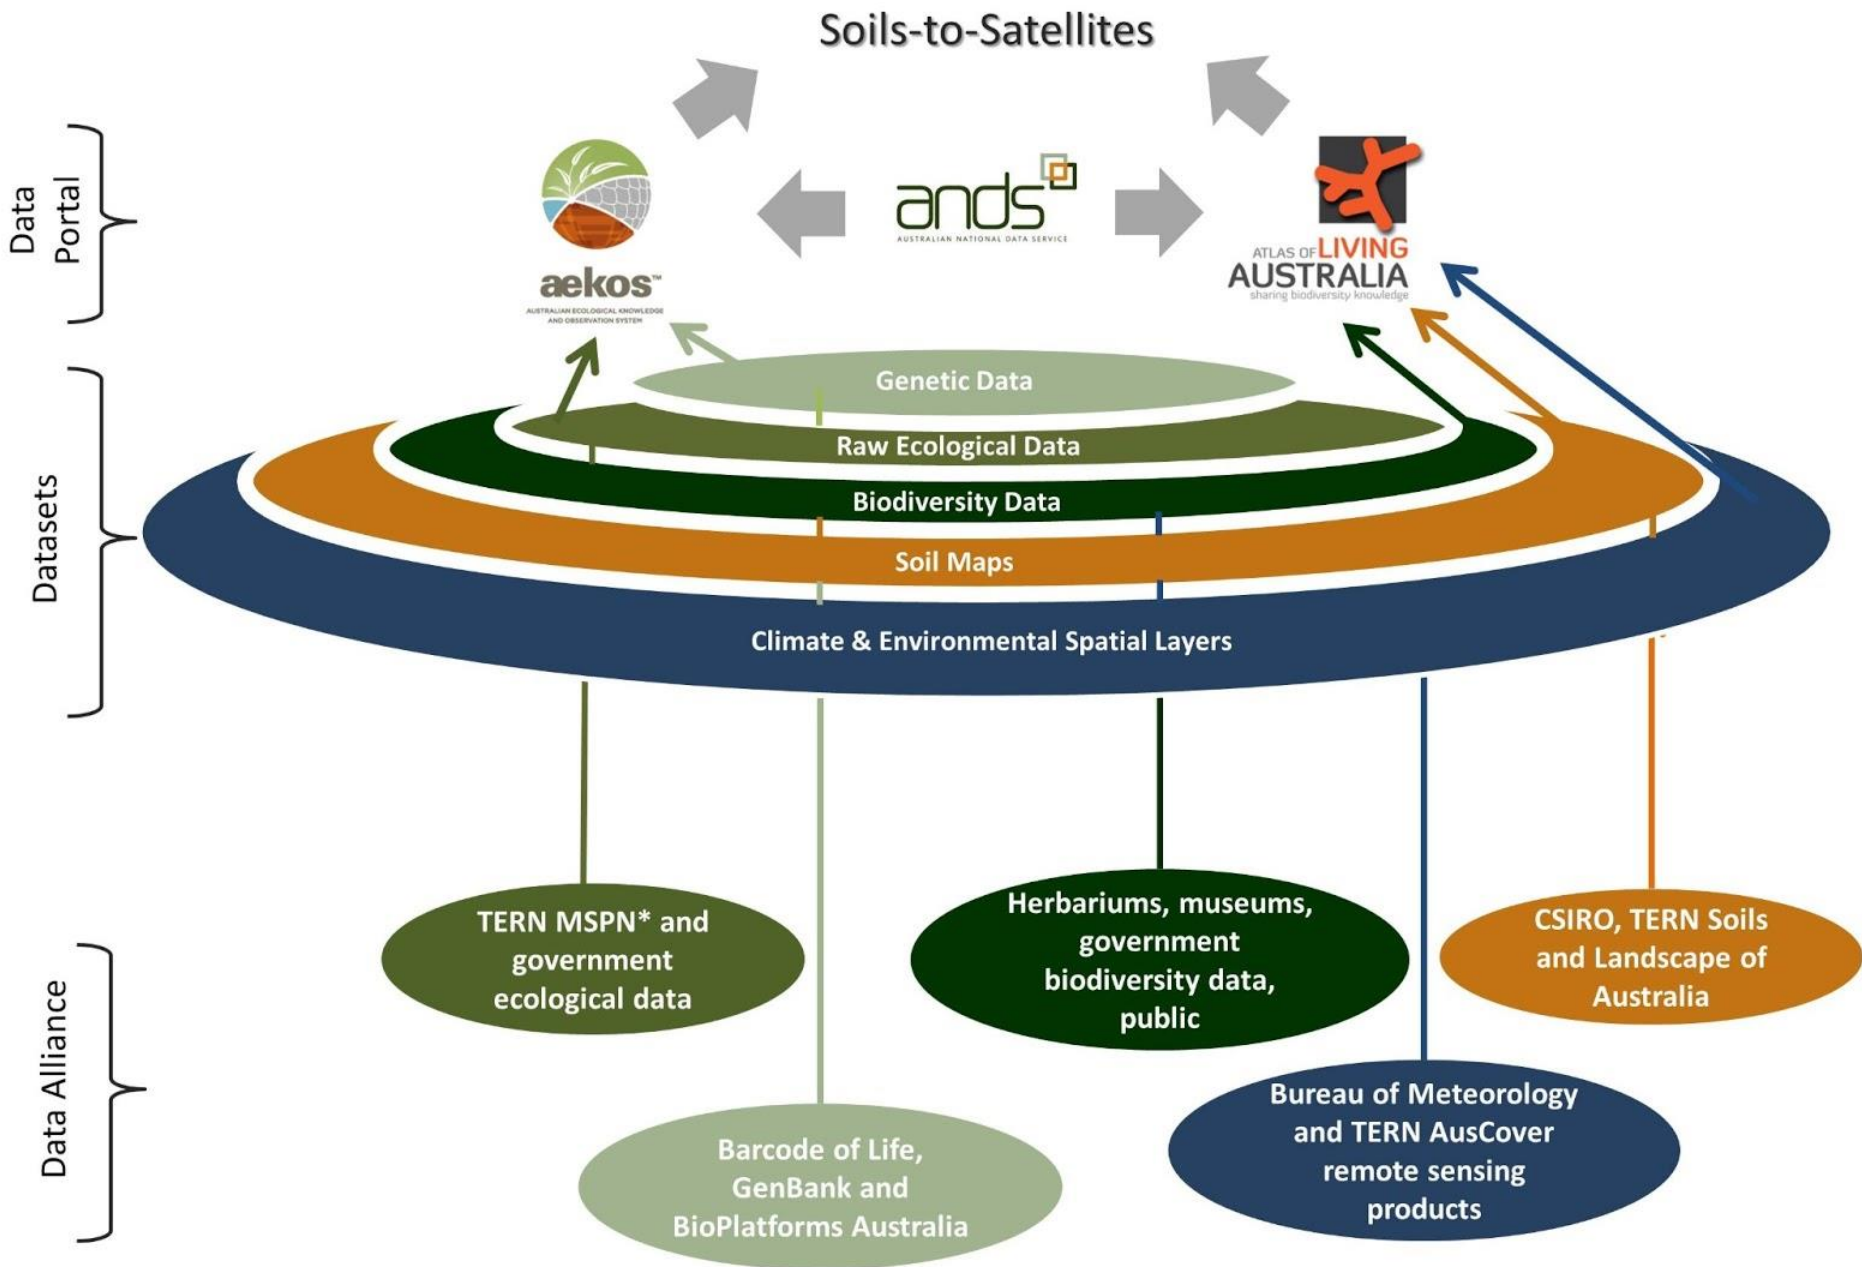 Soils-to-Satellites
Data
Portal
aekos™
AUSTRALIAN ECOLOGICAL KNOWLEDGE
AND OBSERVATION SYSTEM
ands
AUSTRALIAN NATIONAL DATA SERVICE
ATLAS OF LIVING
AUSTRALIA
sharing biodiversity knowledge
Datasets
Genetic Data
Raw Ecological Data
Biodiversity Data
Soil Maps
Climate & Environmental Spatial Layers
Data Alliance
TERN MSPN* and
government
ecological data
Herbariums, museums,
government
biodiversity data,
public
CSIRO, TERN Soils
and Landscape of
Australia
Barcode of Life,
GenBank and
BioPlatforms Australia
Bureau of Meteorology
and TERN AusCover
remote sensing
products